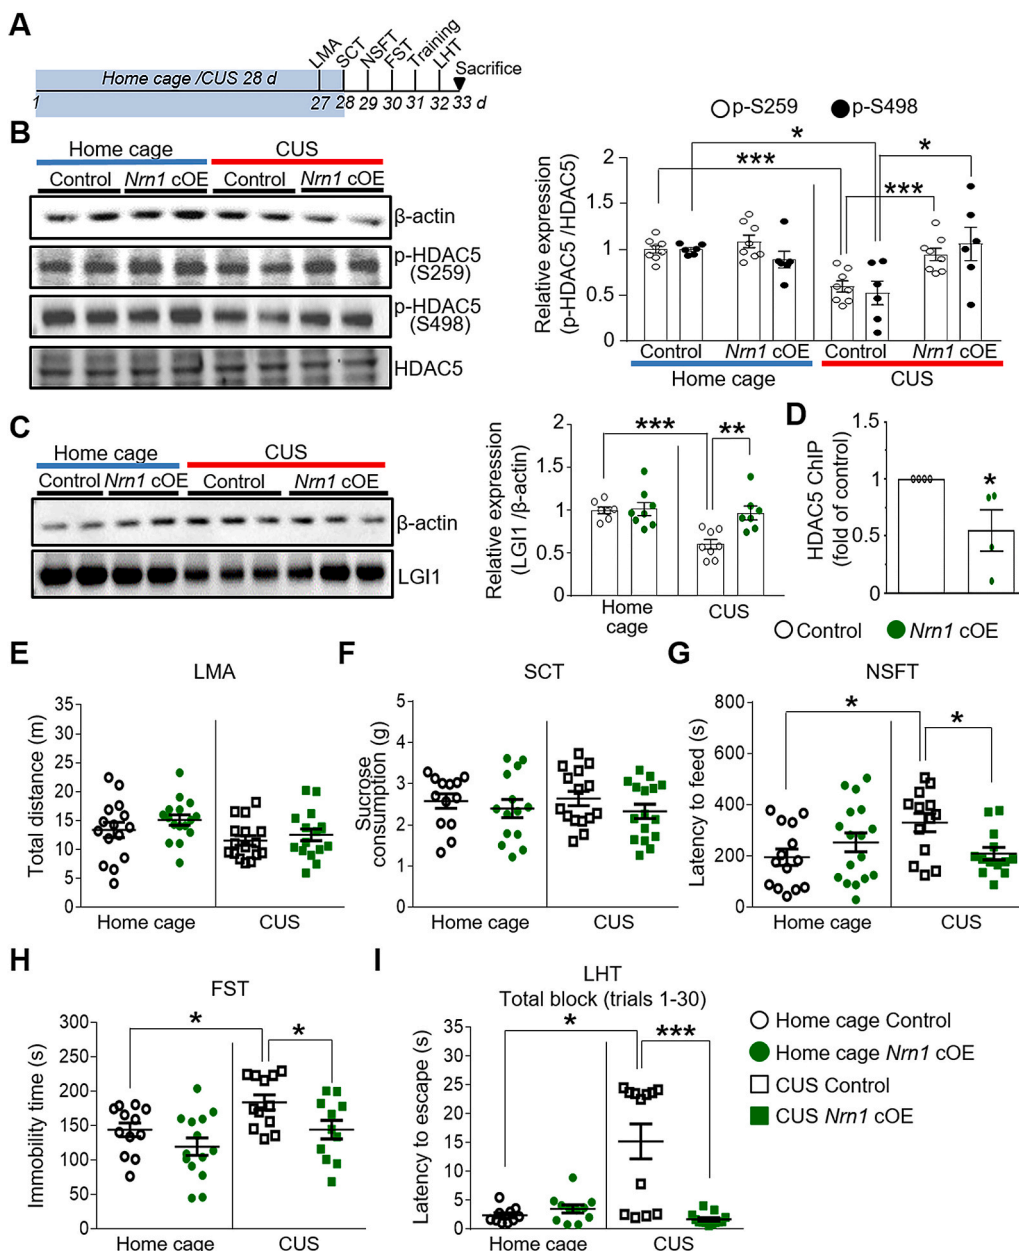 A
LMA
SCT
NSFT
FST
Training
LHT
Sacrifice
Home cage /CUS 28 d
1 27 28 29 30 31 32 33 d
B
Home cage CUS
Control Nrn1 cOE Control Nrn1 cOE
β-actin
p-HDAC5
(S259)
p-HDAC5
(S498)
HDAC5
p-S259 p-S498
*
*** *
***
Relative expression
(p-HDAC5 /HDAC5)
2
1.5
1
0.5
0
Control Nrn1 cOE Control Nrn1 cOE
Home cage CUS
C
Home cage CUS
Control Nrn1 cOE Control Nrn1 cOE
β-actin
LGI1
Relative expression
(LGI1 /β-actin)
2
1.5
1
0.5
0
*** **
Home
cage
CUS
D
HDAC5 ChIP
(fold of control)
1.5
1.0
0.5
0
*
Control Nrn1 cOE
E
LMA
Total distance (m)
35
30
25
20
15
10
5
0
Home cage CUS
F
SCT
Sucrose
consumption (g)
5
4
3
2
1
0
Home cage CUS
G
NSFT
Latency to feed (s)
800
600
400
200
0
* *
Home cage CUS
H
FST
Immobility time (s)
300
250
200
150
100
50
0
* *
Home cage CUS
I
LHT
Total block (trials 1-30)
Latency to escape (s)
35
30
25
20
15
10
5
0
* ***
Home cage CUS
Home cage Control
Home cage Nrn1 cOE
CUS Control
CUS Nrn1 cOE